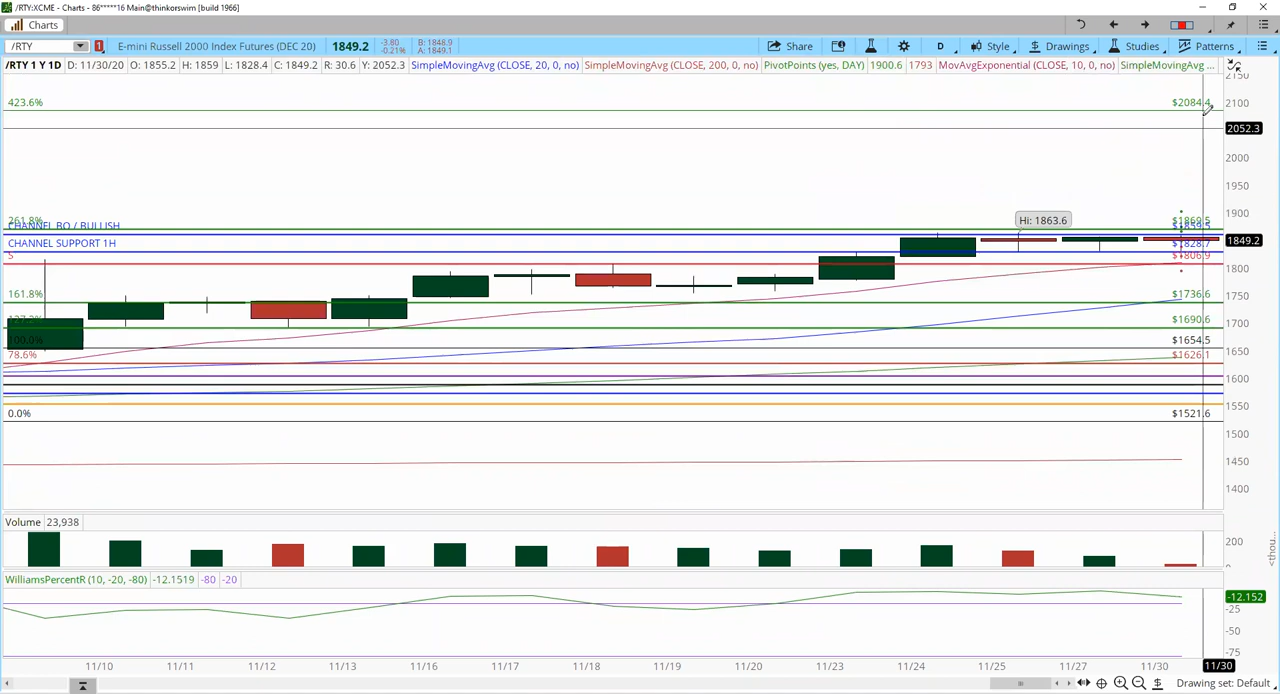 /RTY:XCME - Charts - 86*****16 Main@thinkorswim [build 1966]
Charts
/RTY 1 E-mini Russell 2000 Index Futures (DEC 20) 1849.2 -3.80 -0.21% B: 1848.9 A: 1849.1 Share D Style Drawings Studies Patterns
/RTY 1 Y 1D D: 11/30/20 O: 1855.2 H: 1859 L: 1828.4 C: 1849.2 R: 30.6 Y: 2052.3 SimpleMovingAvg (CLOSE, 20, 0, no) SimpleMovingAvg (CLOSE, 200, 0, no) PivotPoints (yes, DAY) 1900.6 1793 MovAvgExponential (CLOSE, 10, 0, no) SimpleMovingAvg ...
2150
423.6% $2084.4 2100
2052.3
2000
1950
Hi: 1863.6 1900
261.8% $1869.5
CHANNEL BO / BULLISH $1859.5
CHANNEL SUPPORT 1H $1828.7 1849.2
S $1806.9
1800
161.8% $1736.6 1750
127.2% $1690.6 1700
100.0% $1654.5 1650
78.6% $1626.1
1600
1550
0.0% $1521.6
1500
1450
1400
Volume 23,938
200
0
<thou...
WilliamsPercentR (10, -20, -80) -12.1519 -80 -20
-12.152
-25
-50
-75
11/10 11/11 11/12 11/13 11/16 11/17 11/18 11/19 11/20 11/23 11/24 11/25 11/27 11/30 11/30
$ Drawing set: Default